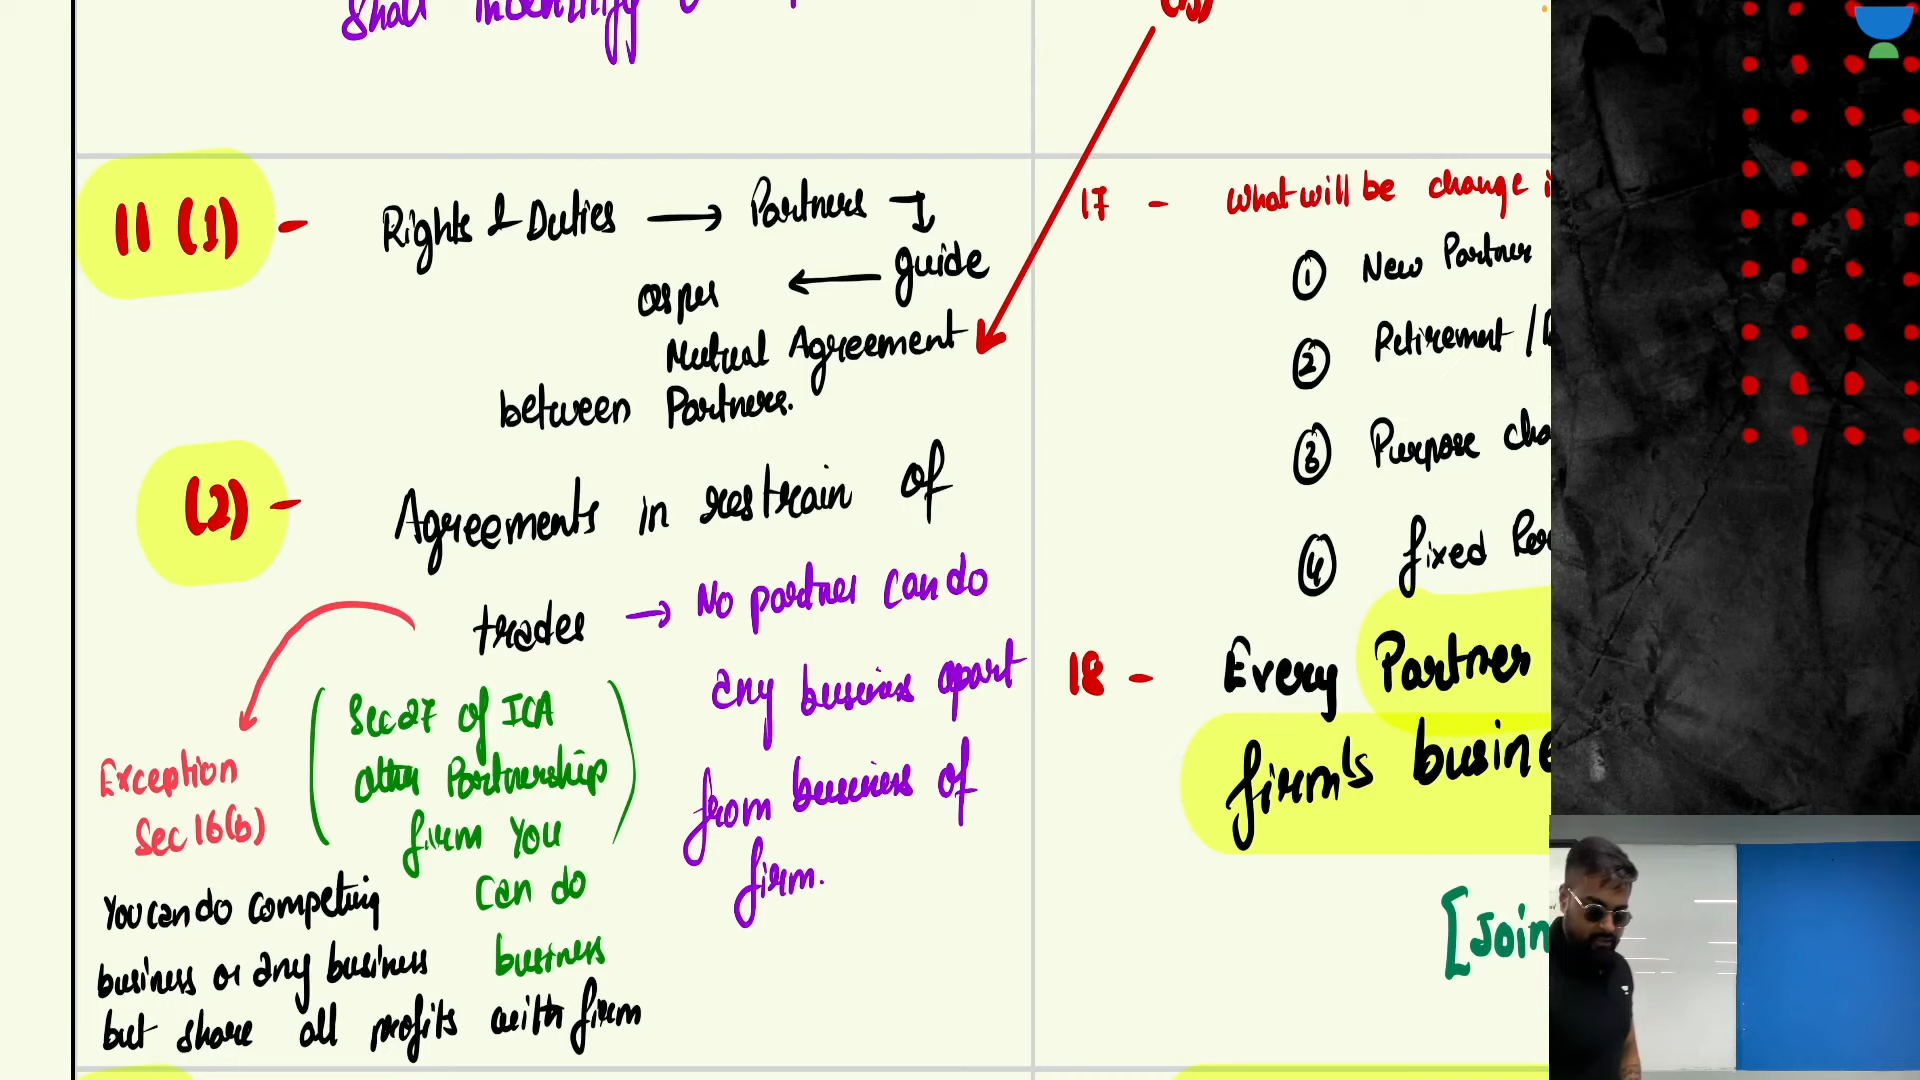 shall indemnify
11 (1) - Rights & Duties → Partners
guide
as per
Mutual Agreement
between Partners.
(2) - Agreements in restrain of
trades → No partner can do
any business apart
from business of
firm.
(Sec 27 of ICA
other Partnership
firm You
can do
business
Exception
Sec 16(b)
You can do competing
business or any business
but share all profits with firm
17 - What will be change i
① New Partner
② Retirement /
③ Purpose cha
④ fixed
18 - Every Partner
firm's busine
[Join